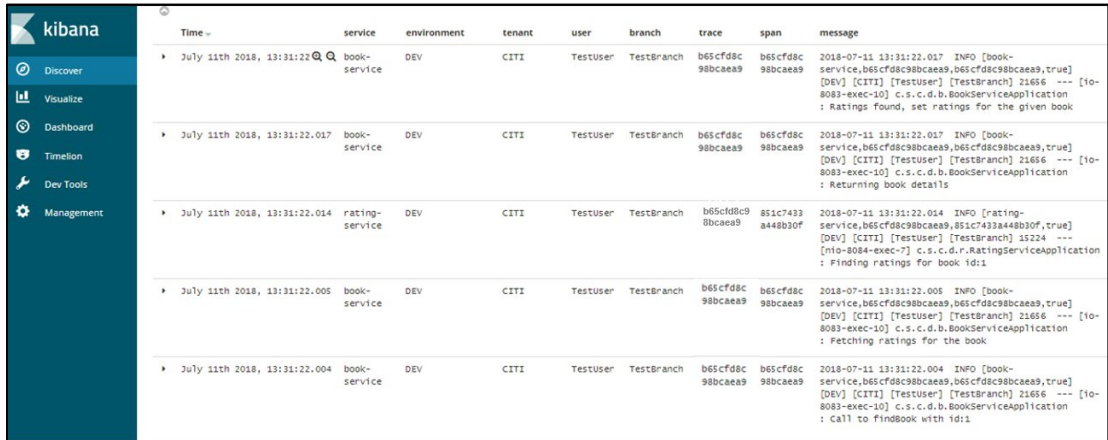 kibana
Discover
Visualize
Dashboard
Timelion
Dev Tools
Management
Time service environment tenant user branch trace span message
July 11th 2018, 13:31:22 book- DEV CITI TestUser TestBranch b65cfd8c b65cfd8c 2018-07-11 13:31:22.017 INFO [book-
service 98bcaea9 98bcaea9 service,b65cfd8c98bcaea9,b65cfd8c98bcaea9,true]
[DEV] [CITI] [TestUser] [TestBranch] 21656 --- [io-
8083-exec-10] c.s.c.d.b.BookServiceApplication
: Ratings found, set ratings for the given book
July 11th 2018, 13:31:22.017 book- DEV CITI TestUser TestBranch b65cfd8c b65cfd8c 2018-07-11 13:31:22.017 INFO [book-
service 98bcaea9 98bcaea9 service,b65cfd8c98bcaea9,b65cfd8c98bcaea9,true]
[DEV] [CITI] [TestUser] [TestBranch] 21656 --- [io-
8083-exec-10] c.s.c.d.b.BookServiceApplication
: Returning book details
July 11th 2018, 13:31:22.014 rating- DEV CITI TestUser TestBranch b65cfd8c9 851c7433 2018-07-11 13:31:22.014 INFO [rating-
service 8bcaea9 a448b30f service,b65cfd8c98bcaea9,851c7433a448b30f,true]
[DEV] [CITI] [TestUser] [TestBranch] 15224 ---
[nio-8084-exec-7] c.s.c.d.r.RatingServiceApplication
: Finding ratings for book id:1
July 11th 2018, 13:31:22.005 book- DEV CITI TestUser TestBranch b65cfd8c b65cfd8c 2018-07-11 13:31:22.005 INFO [book-
service 98bcaea9 98bcaea9 service,b65cfd8c98bcaea9,b65cfd8c98bcaea9,true]
[DEV] [CITI] [TestUser] [TestBranch] 21656 --- [io-
8083-exec-10] c.s.c.d.b.BookServiceApplication
: Fetching ratings for the book
July 11th 2018, 13:31:22.004 book- DEV CITI TestUser TestBranch b65cfd8c b65cfd8c 2018-07-11 13:31:22.004 INFO [book-
service 98bcaea9 98bcaea9 service,b65cfd8c98bcaea9,b65cfd8c98bcaea9,true]
[DEV] [CITI] [TestUser] [TestBranch] 21656 --- [io-
8083-exec-10] c.s.c.d.b.BookServiceApplication
: Call to findBook with id:1